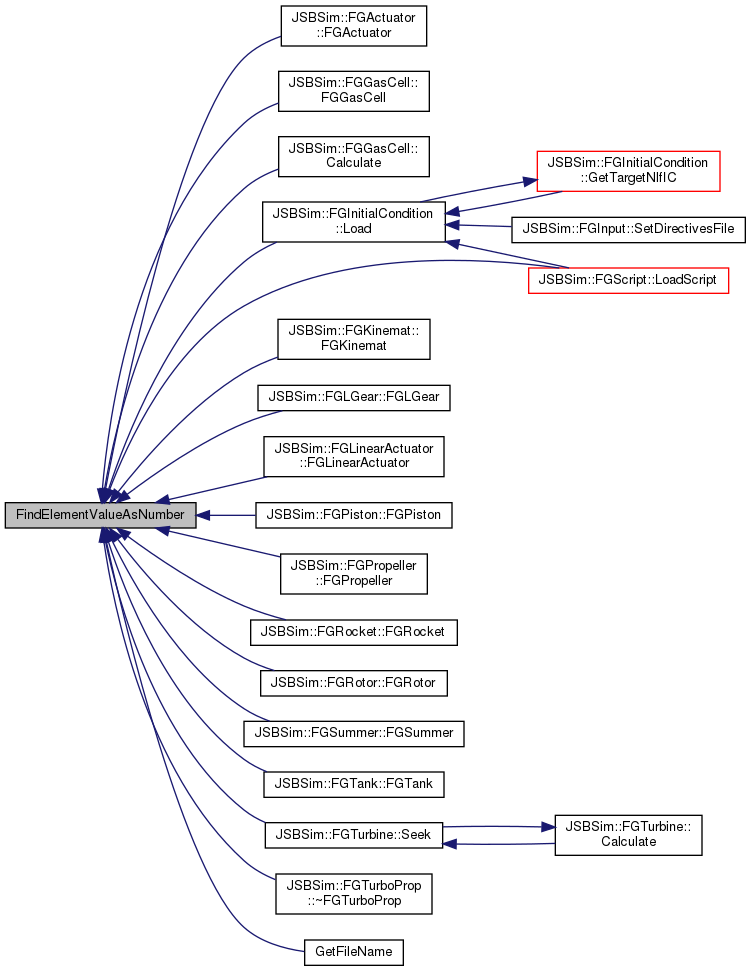 JSBSim::FGActuator
::FGActuator
JSBSim::FGGasCell::
FGGasCell
JSBSim::FGGasCell::
Calculate
JSBSim::FGInitialCondition
::GetTargetNlfIC
JSBSim::FGInitialCondition
::Load
JSBSim::FGInput::SetDirectivesFile
JSBSim::FGScript::LoadScript
JSBSim::FGKinemat::
FGKinemat
JSBSim::FGLGear::FGLGear
JSBSim::FGLinearActuator
::FGLinearActuator
FindElementValueAsNumber
JSBSim::FGPiston::FGPiston
JSBSim::FGPropeller
::FGPropeller
JSBSim::FGRocket::FGRocket
JSBSim::FGRotor::FGRotor
JSBSim::FGSummer::FGSummer
JSBSim::FGTank::FGTank
JSBSim::FGTurbine::Seek
JSBSim::FGTurbine::
Calculate
JSBSim::FGTurboProp
::~FGTurboProp
GetFileName